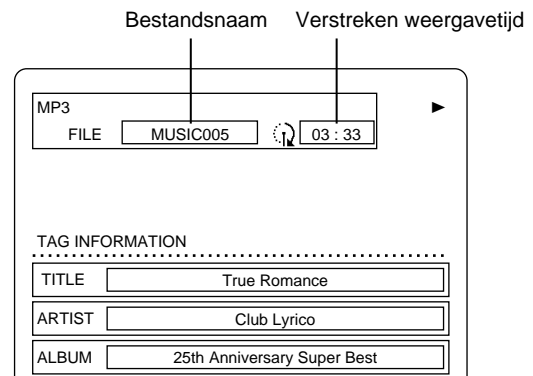 Bestandsnaam Verstreken weergavetijd
MP3
FILE MUSIC005 03 : 33
TAG INFORMATION
TITLE True Romance
ARTIST Club Lyrico
ALBUM 25th Anniversary Super Best